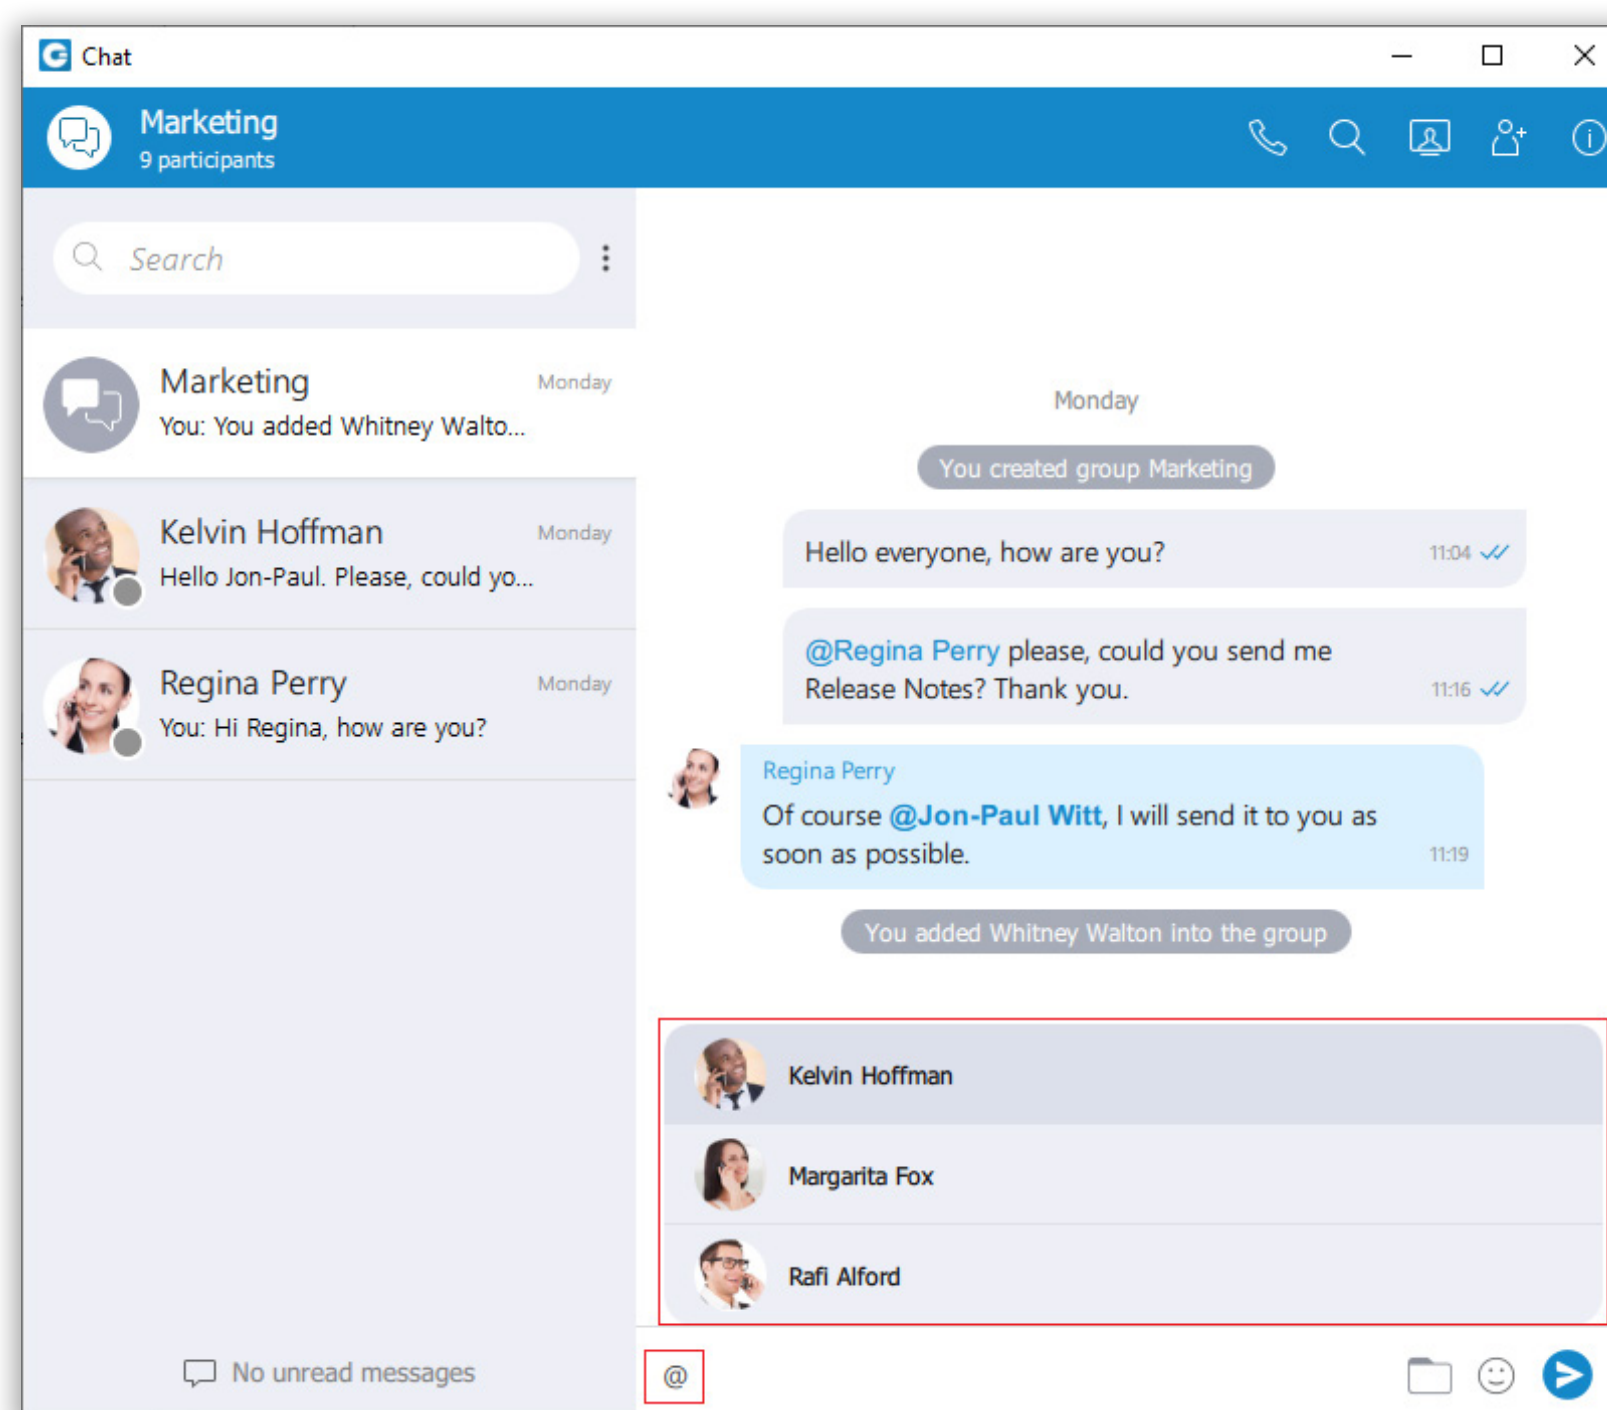 Chat
Marketing
9 participants
Search
Marketing
Monday
You: You added Whitney Walto...
Kelvin Hoffman
Monday
Hello Jon-Paul. Please, could yo...
Regina Perry
Monday
You: Hi Regina, how are you?
No unread messages
Monday
You created group Marketing
Hello everyone, how are you?
11:04
@Regina Perry please, could you send me
Release Notes? Thank you.
11:16
Regina Perry
Of course @Jon-Paul Witt, I will send it to you as
soon as possible.
11:19
You added Whitney Walton into the group
Kelvin Hoffman
Margarita Fox
Rafi Alford
@